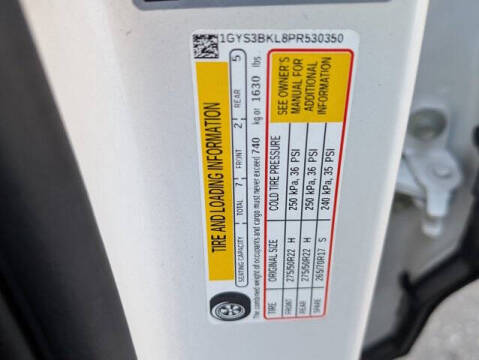 1GYS3BKL8PR530350
TIRE AND LOADING INFORMATION
SEATING CAPACITY TOTAL 7 FRONT 2 REAR 5
The combined weight of occupants and cargo must never exceed 740 kg or 1630 lbs
TIRE ORIGINAL SIZE COLD TIRE PRESSURE
FRONT 275/50R22 H 250 kPa, 36 PSI
REAR 275/50R22 H 250 kPa, 36 PSI
SPARE 265/70R17 S 240 kPa, 35 PSI
SEE OWNER'S
MANUAL FOR
ADDITIONAL
INFORMATION